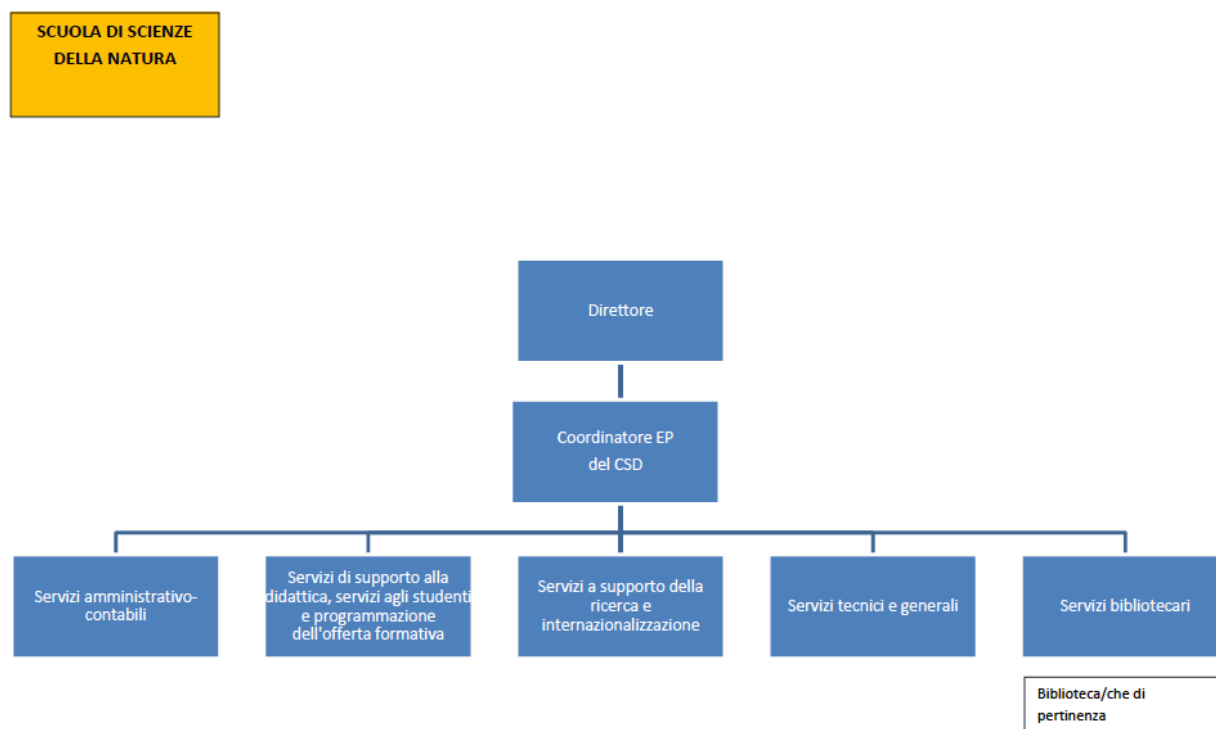 SCUOLA DI SCIENZE
DELLA NATURA
Direttore
Coordinatore EP
del CSD
Servizi amministrativo-
contabili
Servizi di supporto alla
didattica, servizi agli studenti
e programmazione
dell'offerta formativa
Servizi a supporto della
ricerca e
internazionalizzazione
Servizi tecnici e generali
Servizi bibliotecari
Biblioteca/che di
pertinenza